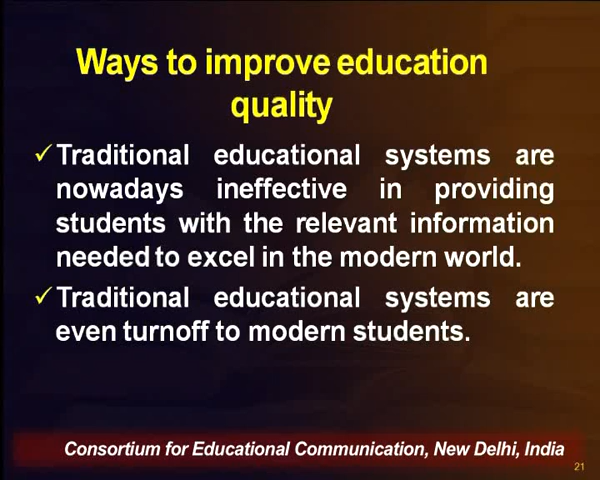 Ways to improve education
quality
✓Traditional educational systems are
nowadays ineffective in providing
students with the relevant information
needed to excel in the modern world.
✓Traditional educational systems are
even turnoff to modern students.
Consortium for Educational Communication, New Delhi, India
21